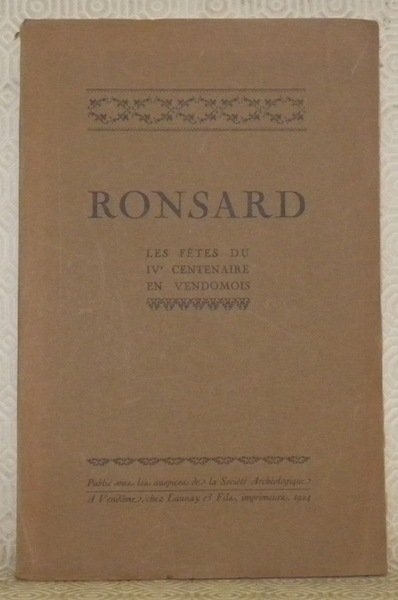 RONSARD
LES FÊTES DU
IVe CENTENAIRE
EN VENDOMOIS
Publié sous les auspices de la Société Archéologique
A Vendôme, chez Launay et Fils, imprimeurs, 1924